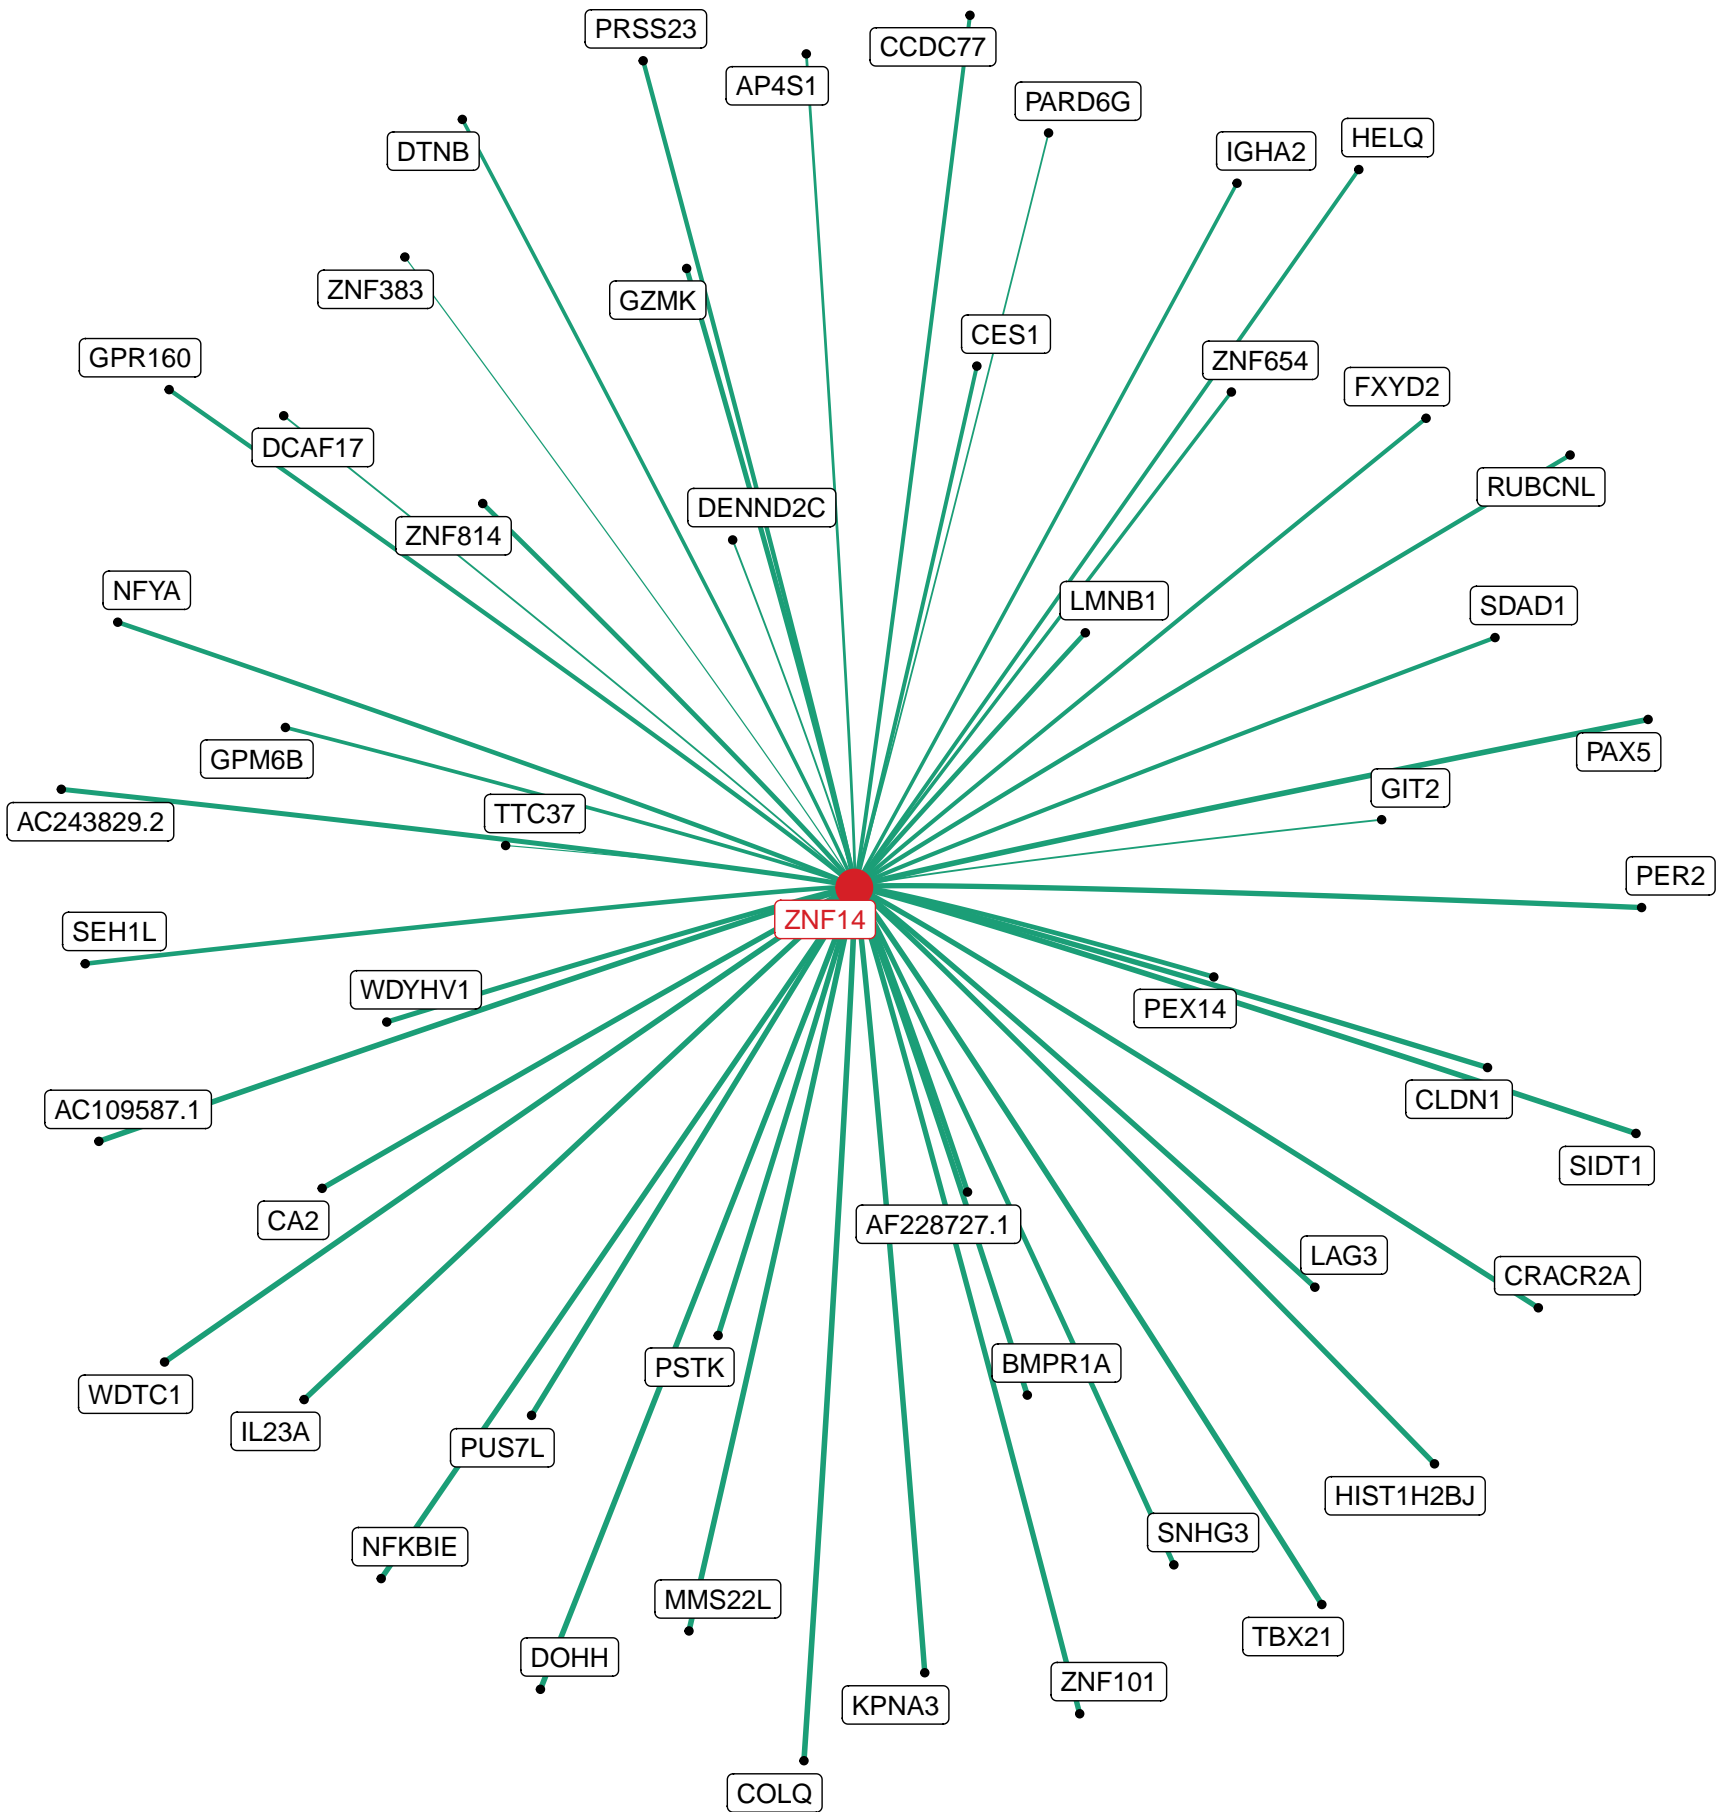 PRSS23
CCDC77
AP4S1
PARD6G
HELQ
DTNB
IGHA2
ZNF383
GZMK
CES1
GPR160
ZNF654
FXYD2
DCAF17
RUBCNL
DENND2C
ZNF814
NFYA
LMNB1
SDAD1
PAX5
GPM6B
GIT2
TTC37
AC243829.2
PER2
ZNF14
SEH1L
WDYHV1
PEX14
CLDN1
AC109587.1
SIDT1
CA2
AF228727.1
LAG3
CRACR2A
BMPR1A
PSTK
WDTC1
IL23A
PUS7L
HIST1H2BJ
SNHG3
NFKBIE
MMS22L
TBX21
DOHH
ZNF101
KPNA3
COLQ